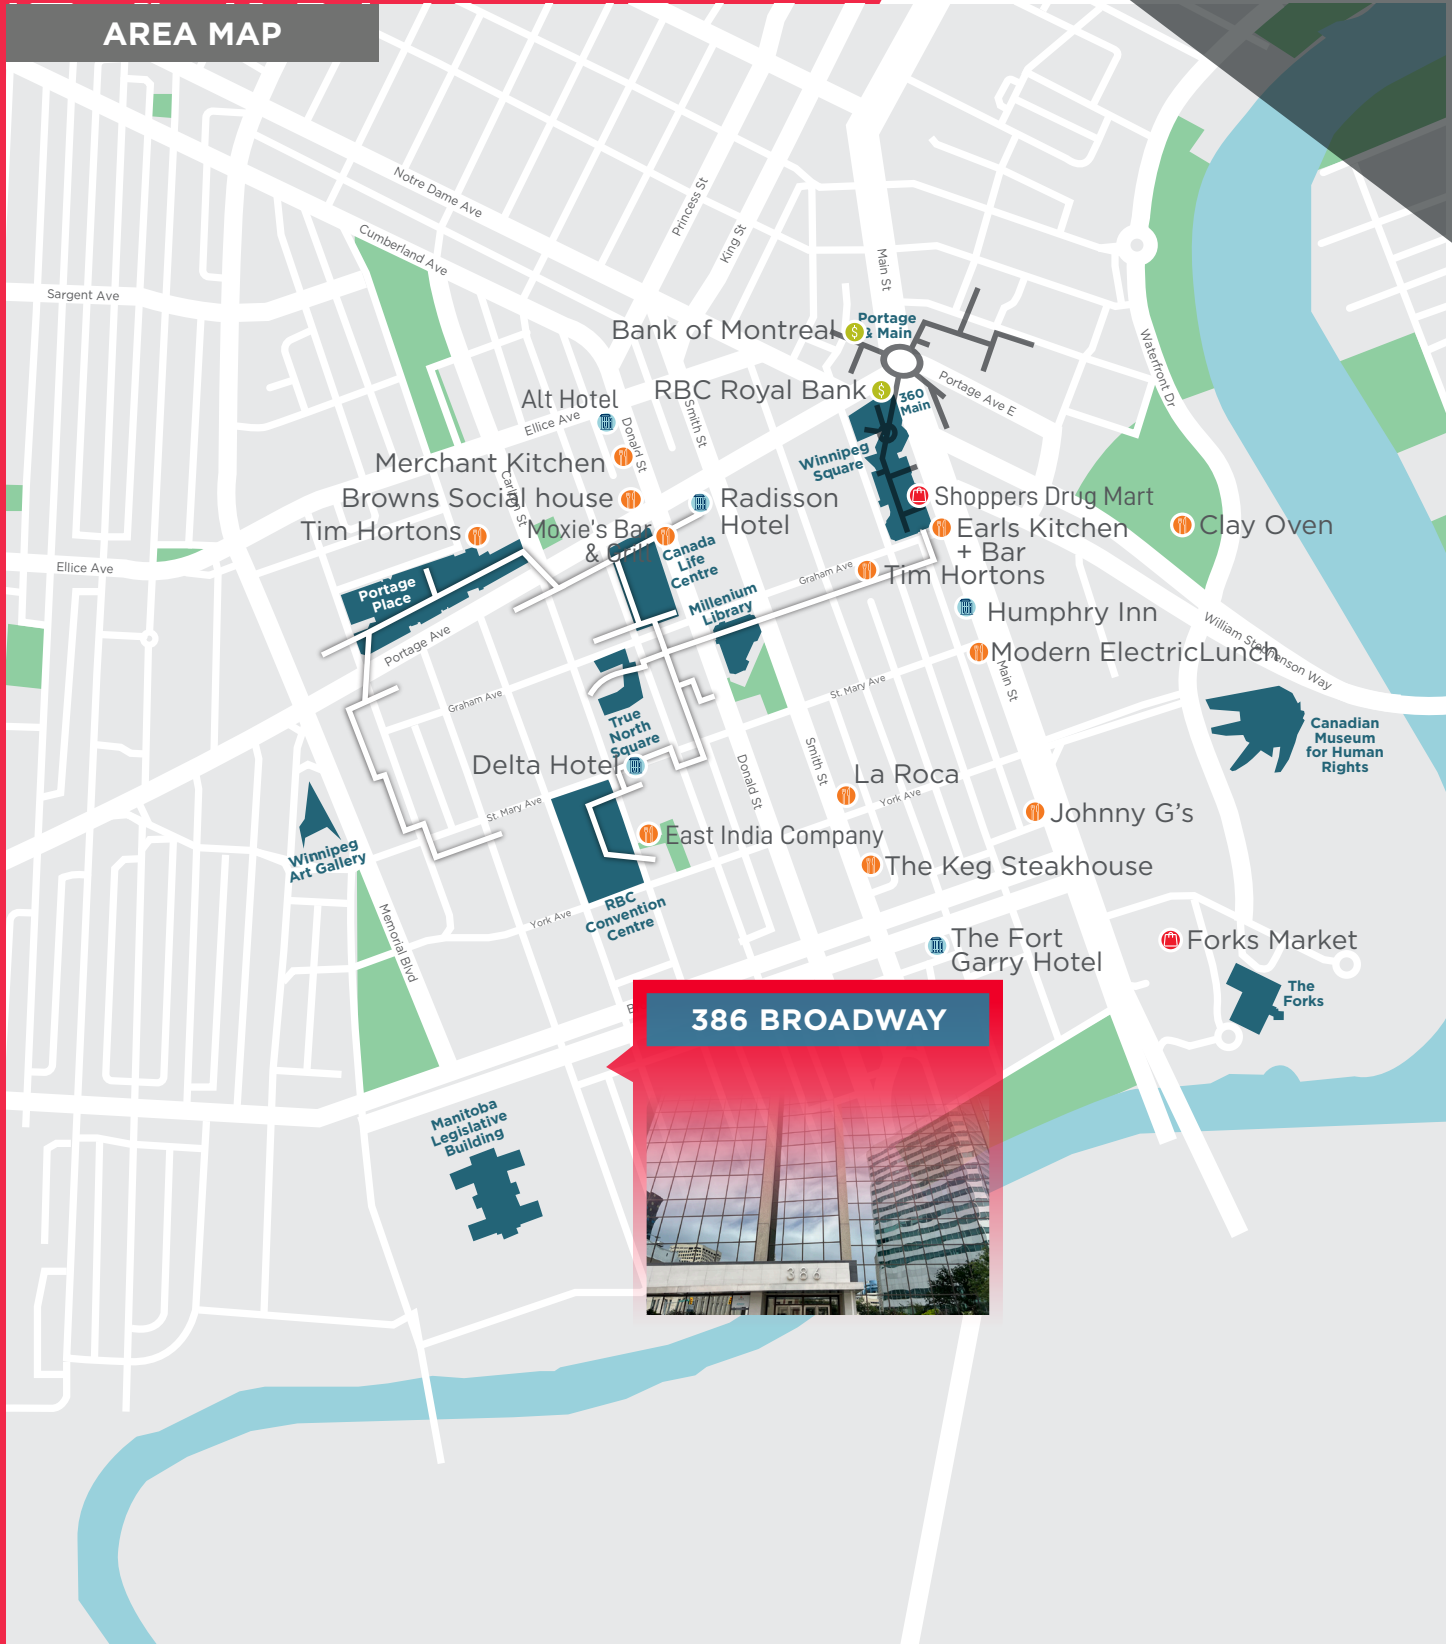 AREA MAP
Notre Dame Ave
Princess St
Cumberland Ave
King St
Main St
Sargent Ave
Portage
& Main
Bank of Montreal
Waterfront Dr
Portage Ave E
RBC Royal Bank
360
Main
Alt Hotel
Ellice Ave
Donald St
Smith St
Merchant Kitchen
Winnipeg
Square
Carlton St
Browns Social house
Radisson
Hotel
Shoppers Drug Mart
Tim Hortons
Moxie's Bar
& Grill
Earls Kitchen
+ Bar
Clay Oven
Canada
Life
Centre
Ellice Ave
Graham Ave
Tim Hortons
Portage
Place
Millenium
Library
Humphry Inn
William Stephenson Way
Portage Ave
Modern ElectricLunch
Main St
St. Mary Ave
Graham Ave
True
North
Square
Canadian
Museum
for Human
Rights
Delta Hotel
Donald St
Smith St
La Roca
York Ave
St. Mary Ave
Johnny G's
East India Company
Winnipeg
Art Gallery
The Keg Steakhouse
RBC
Convention
Centre
York Ave
Memorial Blvd
The Fort
Garry Hotel
Forks Market
The
Forks
386 BROADWAY
Manitoba
Legislative
Building
386